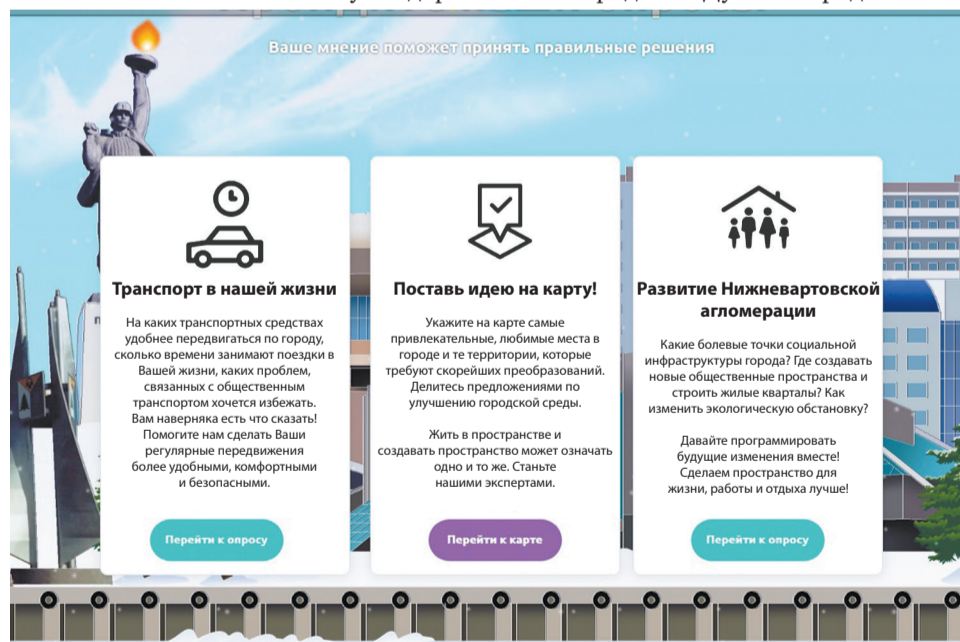 Ваше мнение поможет принять правильные решения
Транспорт в нашей жизни
На каких транспортных средствах
удобнее передвигаться по городу,
сколько времени занимают поездки в
Вашей жизни, каких проблем,
связанных с общественным
транспортом хочется избежать.
Вам наверняка есть что сказать!
Помогите нам сделать Ваши
регулярные передвижения
более удобными, комфортными
и безопасными.
Перейти к опросу
Поставь идею на карту!
Укажите на карте самые
привлекательные, любимые места в
городе и те территории, которые
требуют скорейших преобразований.
Делитесь предложениями по
улучшению городской среды.
Жить в пространстве и
создавать пространство может означать
одно и то же. Станьте
нашими экспертами.
Перейти к карте
Развитие Нижневартовской
агломерации
Какие болевые точки социальной
инфраструктуры города? Где создавать
новые общественные пространства и
строить жилые кварталы? Как
изменить экологическую обстановку?
Давайте программировать
будущие изменения вместе!
Сделаем пространство для
жизни, работы и отдыха лучше!
Перейти к опросу